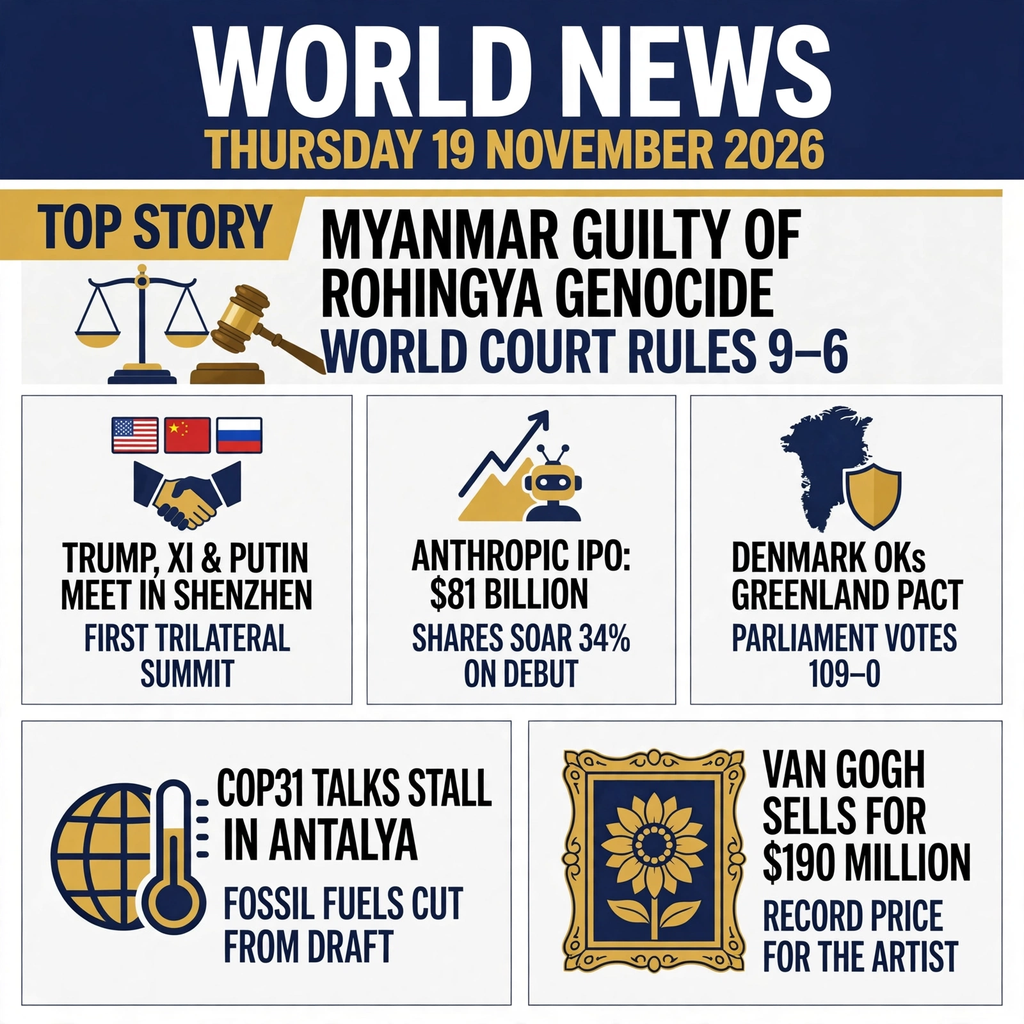 WORLD NEWS
THURSDAY 19 NOVEMBER 2026
TOP STORY
MYANMAR GUILTY OF
ROHINGYA GENOCIDE
WORLD COURT RULES 9–6
TRUMP, XI & PUTIN
MEET IN SHENZHEN
FIRST TRILATERAL
SUMMIT
ANTHROPIC IPO:
$81 BILLION
SHARES SOAR 34%
ON DEBUT
DENMARK OKs
GREENLAND PACT
PARLIAMENT VOTES
109–0
COP31 TALKS STALL
IN ANTALYA
FOSSIL FUELS CUT
FROM DRAFT
VAN GOGH
SELLS FOR
$190 MILLION
RECORD PRICE
FOR THE ARTIST